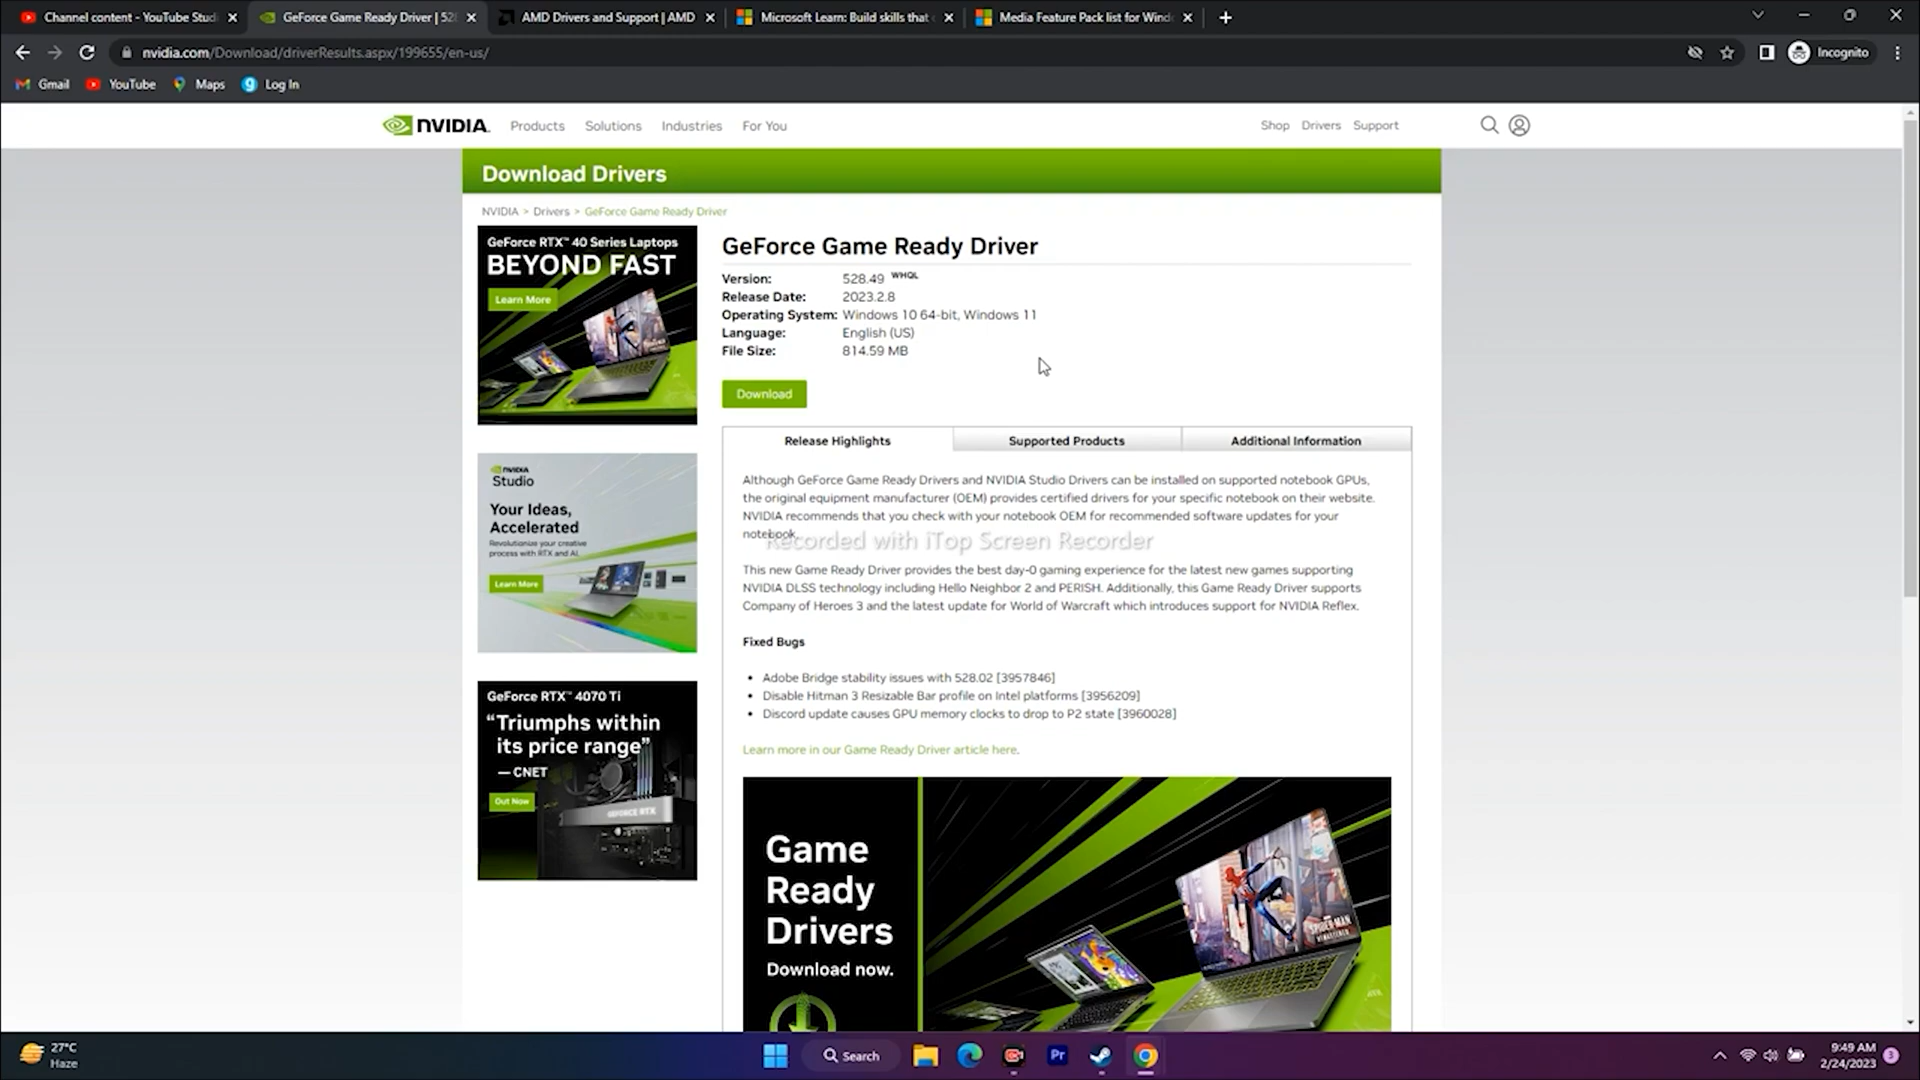 Channel content - YouTube Studi
GeForce Game Ready Driver | 52
AMD Drivers and Support | AMD
Microsoft Learn: Build skills that
Media Feature Pack list for Wind
nvidia.com/Download/driverResults.aspx/199655/en-us/
Incognito
Gmail
YouTube
Maps
Log In
NVIDIA.
Products
Solutions
Industries
For You
Shop
Drivers
Support
Download Drivers
NVIDIA > Drivers > GeForce Game Ready Driver
GeForce RTX™ 40 Series Laptops
BEYOND FAST
Learn More
NVIDIA
Studio
Your Ideas,
Accelerated
Revolutionize your creative
process with RTX and AI.
Learn More
GeForce RTX™ 4070 Ti
“Triumphs within
its price range”
— CNET
Out Now
GEFORCE RTX
GeForce Game Ready Driver
Version: 528.49 WHQL
Release Date: 2023.2.8
Operating System: Windows 10 64-bit, Windows 11
Language: English (US)
File Size: 814.59 MB
Download
Release Highlights
Supported Products
Additional Information
Although GeForce Game Ready Drivers and NVIDIA Studio Drivers can be installed on supported notebook GPUs,
the original equipment manufacturer (OEM) provides certified drivers for your specific notebook on their website.
NVIDIA recommends that you check with your notebook OEM for recommended software updates for your
notebook.
Recorded with iTop Screen Recorder
This new Game Ready Driver provides the best day-0 gaming experience for the latest new games supporting
NVIDIA DLSS technology including Hello Neighbor 2 and PERISH. Additionally, this Game Ready Driver supports
Company of Heroes 3 and the latest update for World of Warcraft which introduces support for NVIDIA Reflex.
Fixed Bugs
• Adobe Bridge stability issues with 528.02 [3957846]
• Disable Hitman 3 Resizable Bar profile on Intel platforms [3956209]
• Discord update causes GPU memory clocks to drop to P2 state [3960028]
Learn more in our Game Ready Driver article here.
Game
Ready
Drivers
Download now.
SPIDER-MAN
27°C
Haze
Search
Pr
9:49 AM
2/24/2023
3